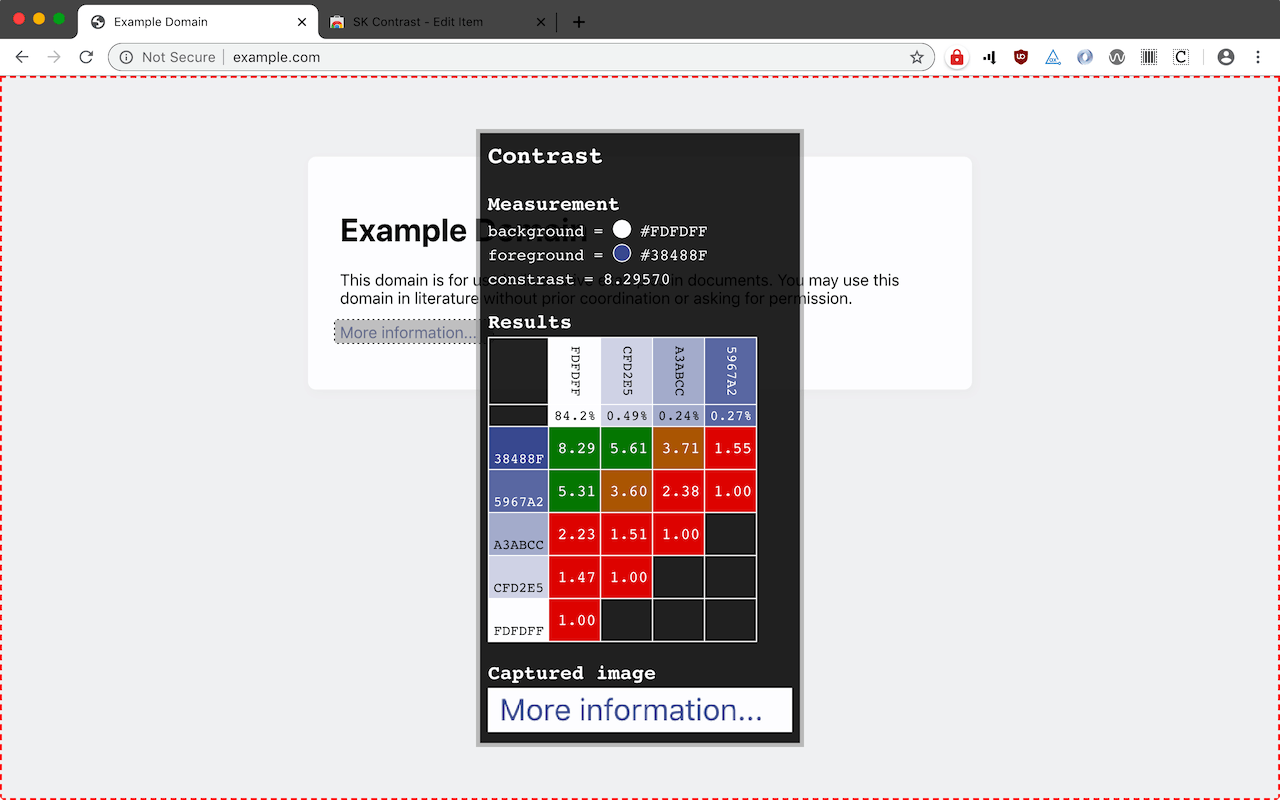 Example Domain
SK Contrast - Edit Item
Not Secure
example.com
Contrast
Measurement
background = #FDFDFF
foreground = #38488F
constrast = 8.29570
Results
FDFDFF CFD2E5 A3ABCC 5967A2
84.2% 0.49% 0.24% 0.27%
38488F 8.29 5.61 3.71 1.55
5967A2 5.31 3.60 2.38 1.00
A3ABCC 2.23 1.51 1.00
CFD2E5 1.47 1.00
FDFDFF 1.00
Captured image
More information...
Example Domain
This domain is for use in illustrative examples in documents. You may use this
domain in literature without prior coordination or asking for permission.
More information...